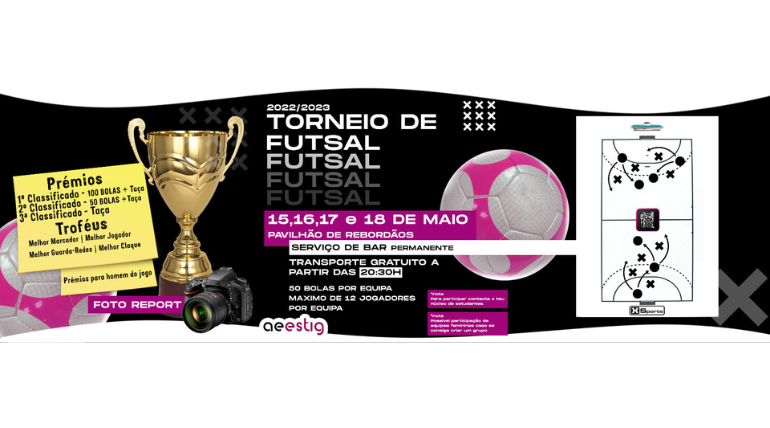 Prémios
1º Classificado - 100 BOLAS + Taça
2º Classificado - 50 BOLAS +Taça
3ª Classificado - Taça
Troféus
Melhor Marcador | Melhor Jogador
Melhor Guarda-Redes | Melhor Claque
Prémios para homem do jogo
FOTO REPORT
2022/2023
TORNEIO DE
FUTSAL
FUTSAL
FUTSAL
FUTSAL
15,16,17 e 18 DE MAIO
PAVILHÃO DE REBORDÃOS
SERVIÇO DE BAR PERMANENTE
TRANSPORTE GRATUITO A
PARTIR DAS 20:30H
50 BOLAS POR EQUIPA
MAXIMO DE 12 JOGADORES
POR EQUIPA
aeestig
*Nota
Para participar contacta o teu
núcleo de estudantes.
*Nota
Possivel participação de
equipas femininas caso se
consiga criar um grupo
XSports